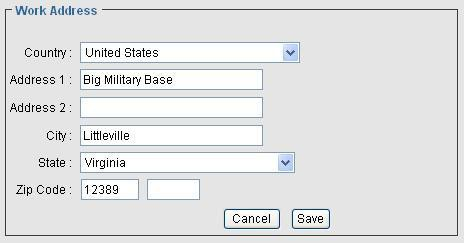 Work Address
Country : United States
Address 1 : Big Military Base
Address 2 :
City : Littleville
State : Virginia
Zip Code : 12389
Cancel Save